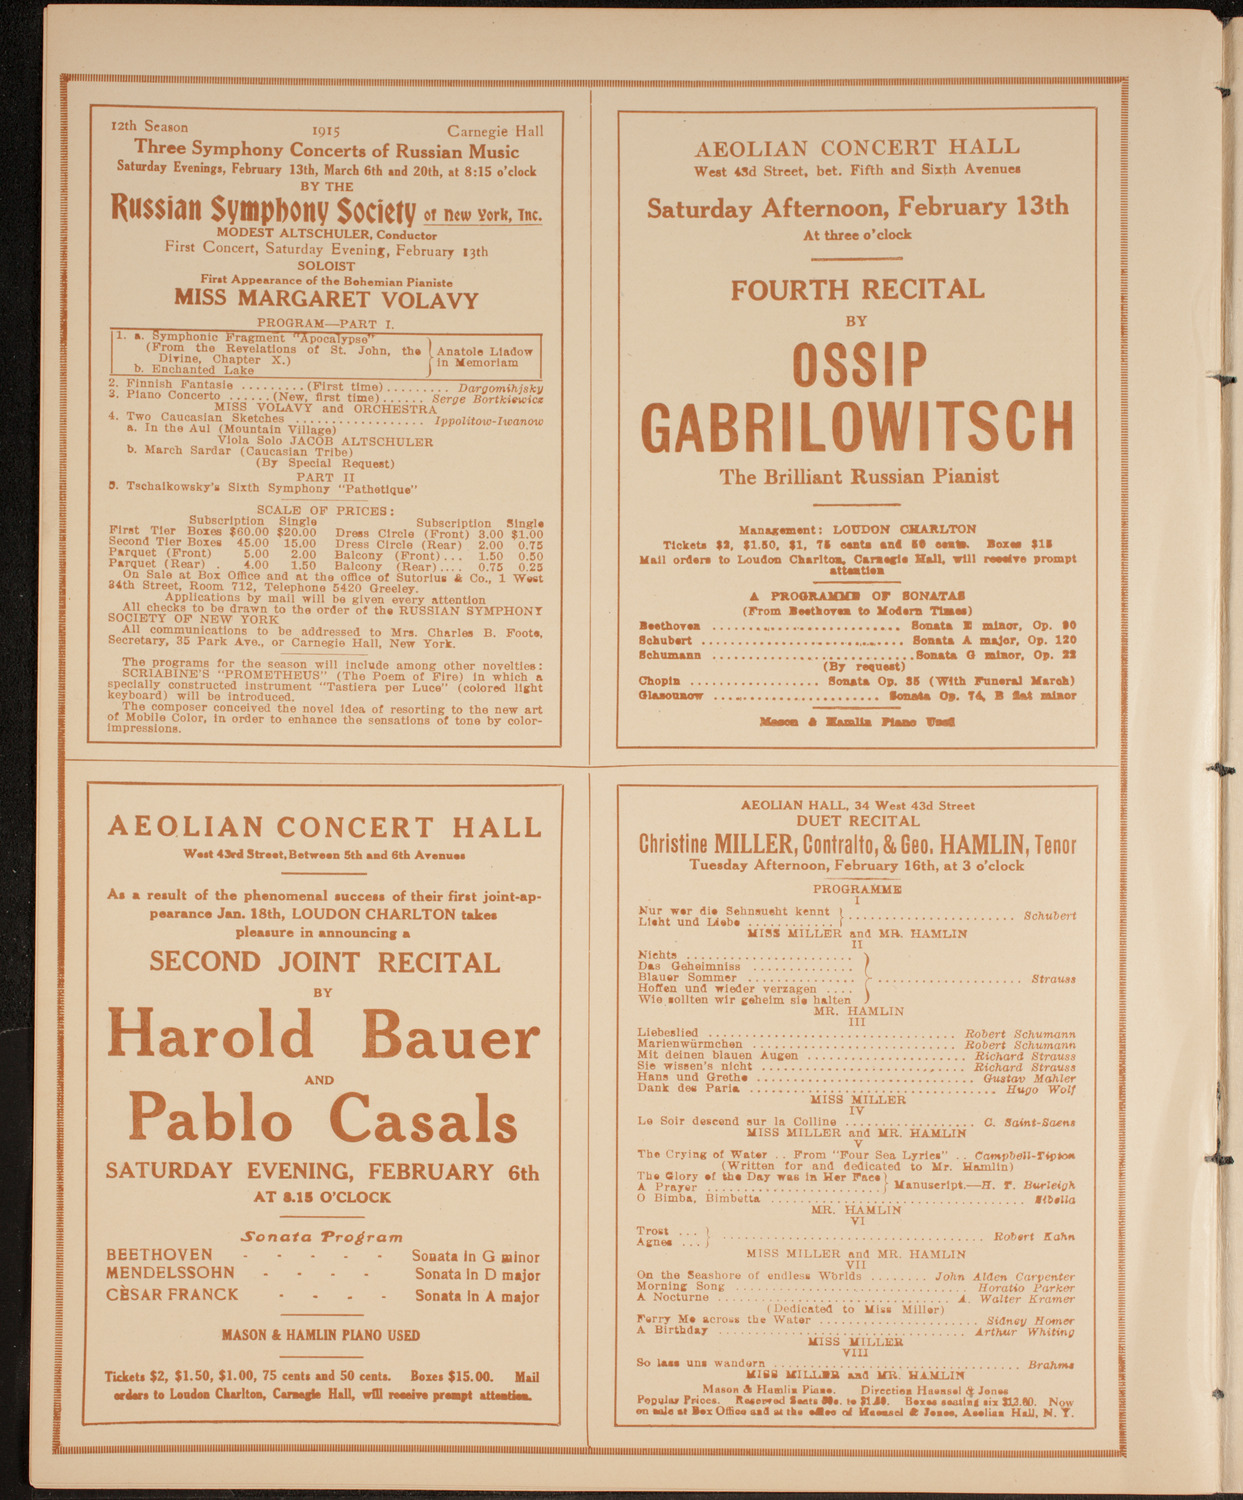 12th Season 1915 Carnegie Hall
Three Symphony Concerts of Russian Music
Saturday Evenings, February 13th, March 6th and 20th, at 8:15 o'clock
BY THE
Russian Symphony Society of New York, Inc.
MODEST ALTSCHULER, Conductor
First Concert, Saturday Evening, February 13th
SOLOIST
First Appearance of the Bohemian Pianiste
MISS MARGARET VOLAVY
PROGRAM—PART I.
1. a. Symphonic Fragment "Apocalypse"
(From the Revelations of St. John, the
Divine, Chapter X.)
b. Enchanted Lake
Anatole Liadow
in Memoriam
2. Finnish Fantasie .........(First time)......... Dargomihjsky
3. Piano Concerto ......(New, first time)...... Serge Bortkiewicz
MISS VOLAVY and ORCHESTRA
4. Two Caucasian Sketches .................. Ippolitow-Iwanow
a. In the Aul (Mountain Village)
Viola Solo JACOB ALTSCHULER
b. March Sardar (Caucasian Tribe)
(By Special Request)
PART II
5. Tschaikowsky's Sixth Symphony "Pathetique"
SCALE OF PRICES:
Subscription Single Subscription Single
First Tier Boxes $60.00 $20.00 Dress Circle (Front) 3.00 $1.00
Second Tier Boxes 45.00 15.00 Dress Circle (Rear) 2.00 0.75
Parquet (Front) 5.00 2.00 Balcony (Front)... 1.50 0.50
Parquet (Rear) . 4.00 1.50 Balcony (Rear).... 0.75 0.25
On Sale at Box Office and at the office of Sutorius & Co., 1 West
34th Street, Room 712, Telephone 5420 Greeley.
Applications by mail will be given every attention
All checks to be drawn to the order of the RUSSIAN SYMPHONY
SOCIETY OF NEW YORK
All communications to be addressed to Mrs. Charles B. Foote,
Secretary, 35 Park Ave., or Carnegie Hall, New York.
The programs for the season will include among other novelties:
SCRIABINE'S "PROMETHEUS" (The Poem of Fire) in which a
specially constructed instrument "Tastiera per Luce" (colored light
keyboard) will be introduced.
The composer conceived the novel idea of resorting to the new art
of Mobile Color, in order to enhance the sensations of tone by color-
impressions.
AEOLIAN CONCERT HALL
West 43d Street, bet. Fifth and Sixth Avenues
Saturday Afternoon, February 13th
At three o'clock
FOURTH RECITAL
BY
OSSIP
GABRILOWITSCH
The Brilliant Russian Pianist
Management: LOUDON CHARLTON
Tickets $2, $1.50, $1, 75 cents and 50 cents. Boxes $15
Mail orders to Loudon Charlton, Carnegie Hall, will receive prompt
attention
A PROGRAMME OF SONATAS
(From Beethoven to Modern Times)
Beethoven .............................. Sonata E minor, Op. 90
Schubert .............................. Sonata A major, Op. 120
Schumann ..............................Sonata G minor, Op. 22
(By request)
Chopin .................. Sonata Op. 35 (With Funeral March)
Glasounow .......................... Sonata Op. 74, B flat minor
Mason & Hamlin Piano Used
AEOLIAN CONCERT HALL
West 43rd Street, Between 5th and 6th Avenues
As a result of the phenomenal success of their first joint-ap-
pearance Jan. 18th, LOUDON CHARLTON takes
pleasure in announcing a
SECOND JOINT RECITAL
BY
Harold Bauer
AND
Pablo Casals
SATURDAY EVENING, FEBRUARY 6th
AT 8.15 O'CLOCK
Sonata Program
BEETHOVEN - - - - - Sonata in G minor
MENDELSSOHN - - - - Sonata in D major
CÈSAR FRANCK - - - - Sonata in A major
MASON & HAMLIN PIANO USED
Tickets $2, $1.50, $1.00, 75 cents and 50 cents. Boxes $15.00. Mail
orders to Loudon Charlton, Carnegie Hall, will receive prompt attention.
AEOLIAN HALL, 34 West 43d Street
DUET RECITAL
Christine MILLER, Contralto, & Geo. HAMLIN, Tenor
Tuesday Afternoon, February 16th, at 3 o'clock
PROGRAMME
I
Nur wer die Sehnsucht kennt
Licht und Liebe ............ ........................ Schubert
MISS MILLER and MR. HAMLIN
II
Nichts ........................
Das Geheimniss ...............
Blauer Sommer ................ ..................... Strauss
Hoffen und wieder verzagen ....
Wie sollten wir geheim sie halten
MR. HAMLIN
III
Liebeslied .................................... Robert Schumann
Marienwürmchen .............................. Robert Schumann
Mit deinen blauen Augen ....................... Richard Strauss
Sie wissen's nicht ............................. Richard Strauss
Hans und Grethe ............................... Gustav Mahler
Dank des Paria .................................... Hugo Wolf
MISS MILLER
IV
Le Soir descend sur la Colline ................... C. Saint-Saens
MISS MILLER and MR. HAMLIN
V
The Crying of Water .. From "Four Sea Lyrics" .. Campbell-Tipton
(Written for and dedicated to Mr. Hamlin)
The Glory of the Day was in Her Face
A Prayer ......................... Manuscript.—H. T. Burleigh
O Bimba, Bimbetta ..................................... Sibella
MR. HAMLIN
VI
Trost ...
Agnes ... ...................................... Robert Kahn
MISS MILLER and MR. HAMLIN
VII
On the Seashore of endless Worlds ........ John Alden Carpenter
Morning Song .................................. Horatio Parker
A Nocturne .................................. A. Walter Kramer
(Dedicated to Miss Miller)
Ferry Me across the Water ................... Sidney Homer
A Birthday .................................... Arthur Whiting
MISS MILLER
VIII
So lass uns wandern .................................... Brahms
MISS MILLER and MR. HAMLIN
Mason & Hamlin Piano. Direction Haensel & Jones
Popular Prices. Reserved Seats 50c. to $1.50. Boxes seating six $12.00. Now
on sale at Box Office and at the office of Haensel & Jones, Aeolian Hall, N. Y.